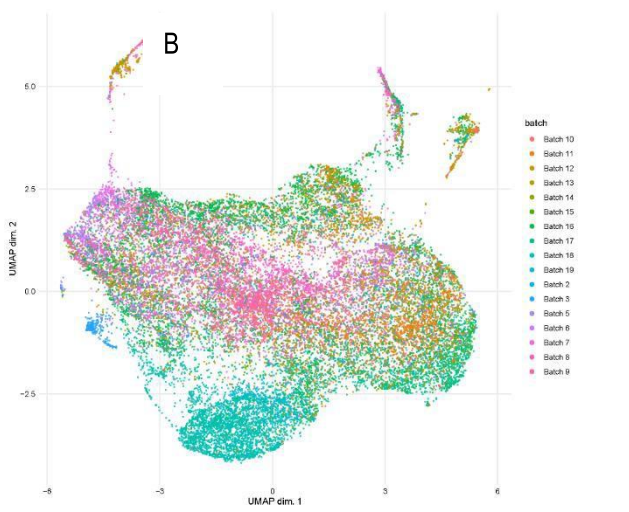 B
5.0
2.5
0.0
−2.5
UMAP dim. 2
−6
−3
0
3
6
UMAP dim. 1
batch
Batch 10
Batch 11
Batch 12
Batch 13
Batch 14
Batch 15
Batch 16
Batch 17
Batch 18
Batch 19
Batch 2
Batch 3
Batch 5
Batch 6
Batch 7
Batch 8
Batch 9